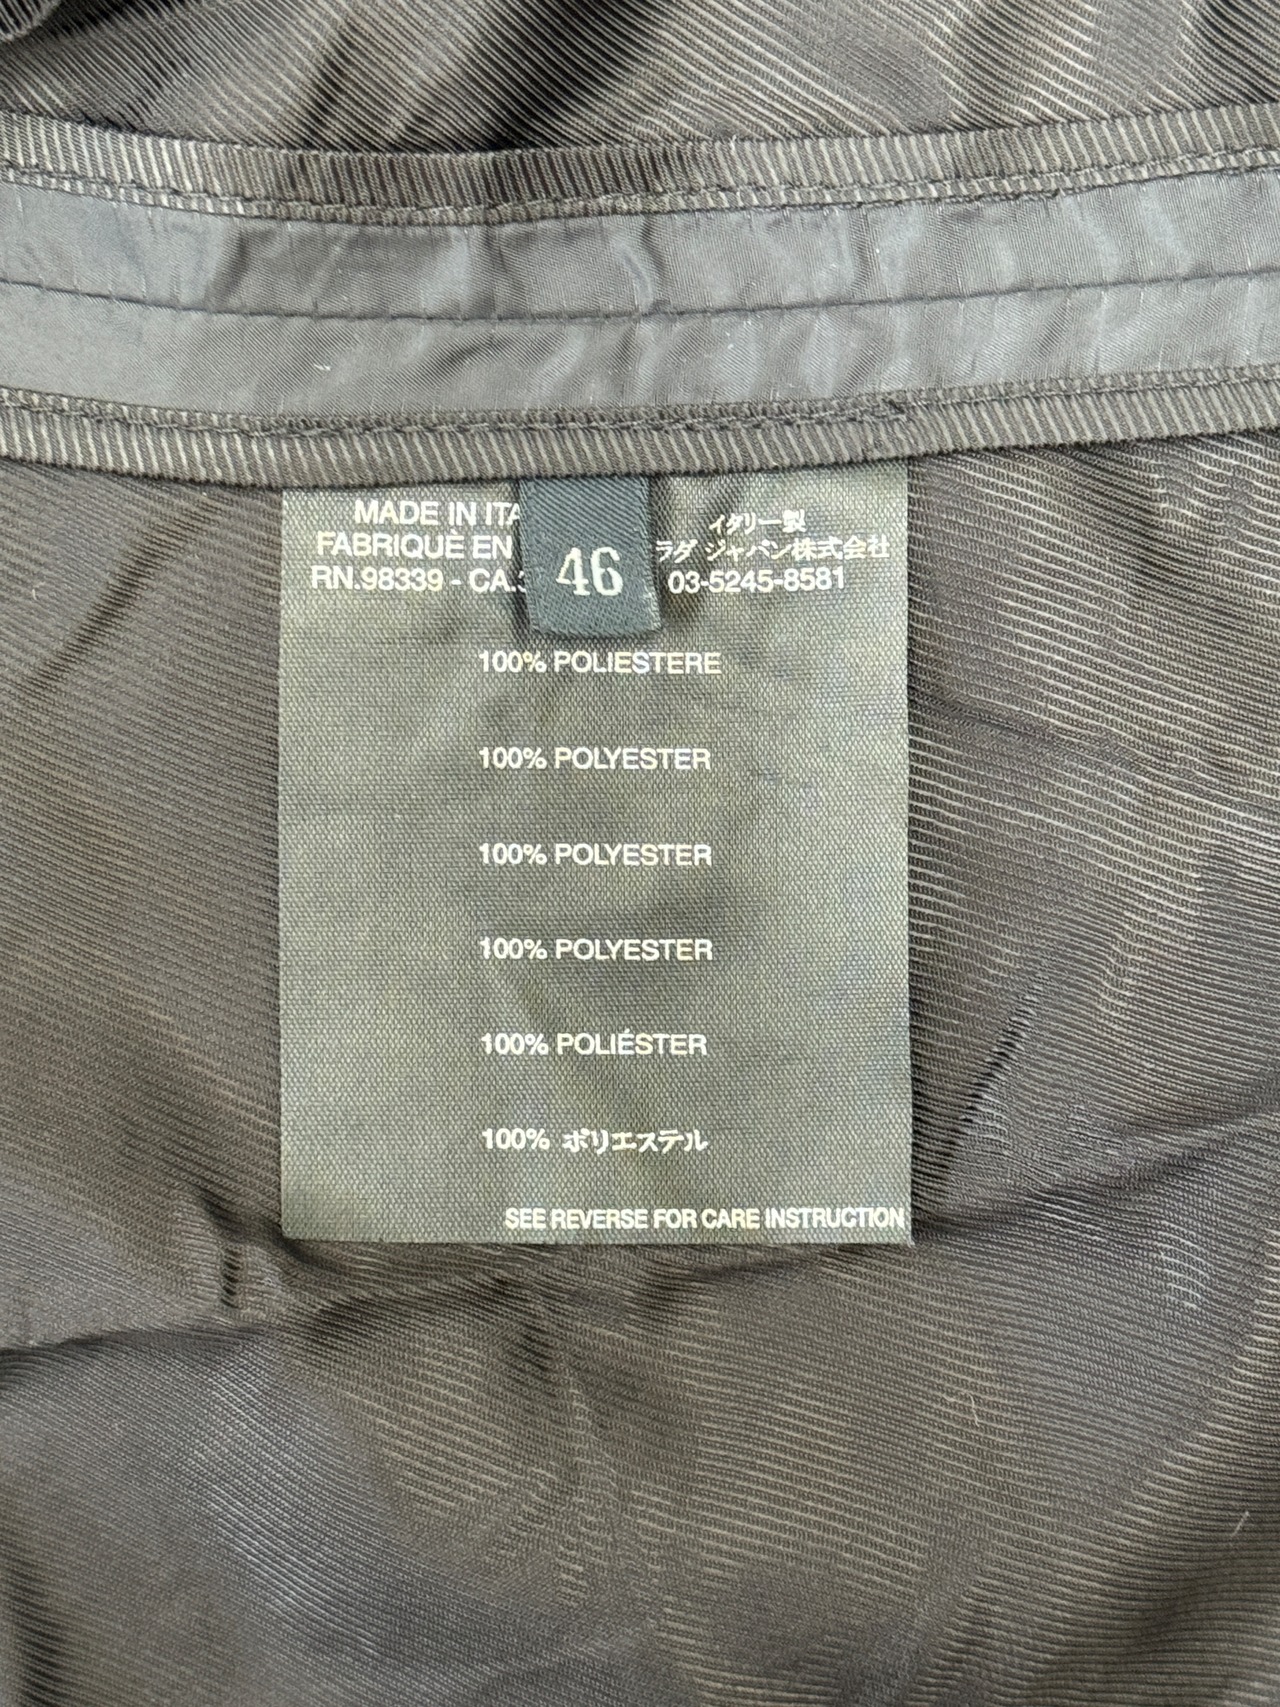 MADE IN ITA
イタリー製
FABRIQUE EN
ラダ ジャパン株式会社
RN.98339 - CA.3
46
03-5245-8581
100% POLIESTERE
100% POLYESTER
100% POLYESTER
100% POLYESTER
100% POLIÉSTER
100% ポリエステル
SEE REVERSE FOR CARE INSTRUCTION